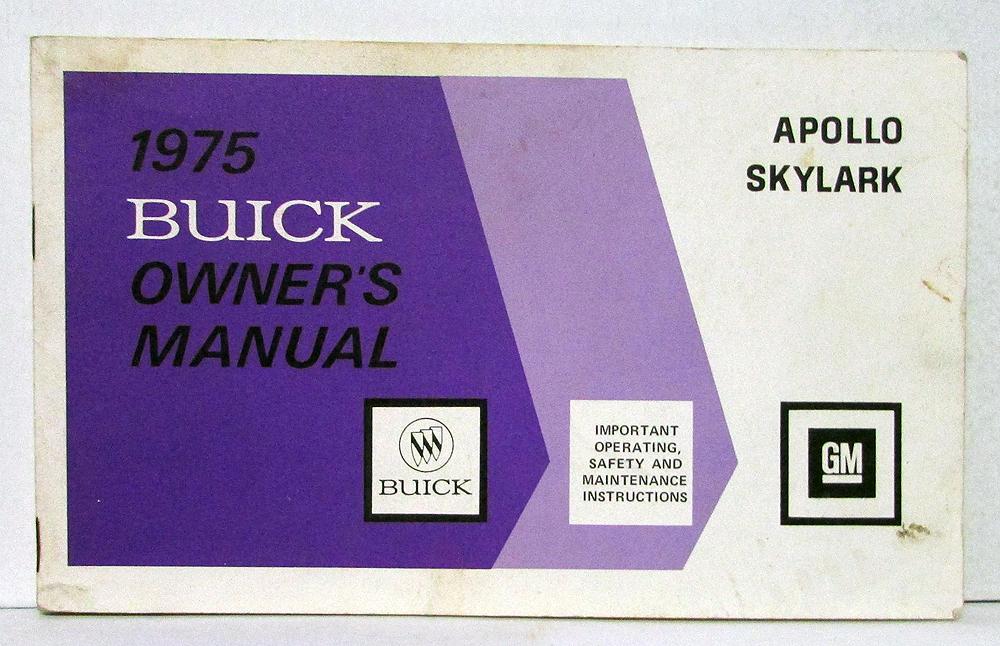 1975
BUICK
OWNER'S
MANUAL
APOLLO
SKYLARK
BUICK
IMPORTANT
OPERATING,
SAFETY AND
MAINTENANCE
INSTRUCTIONS
GM